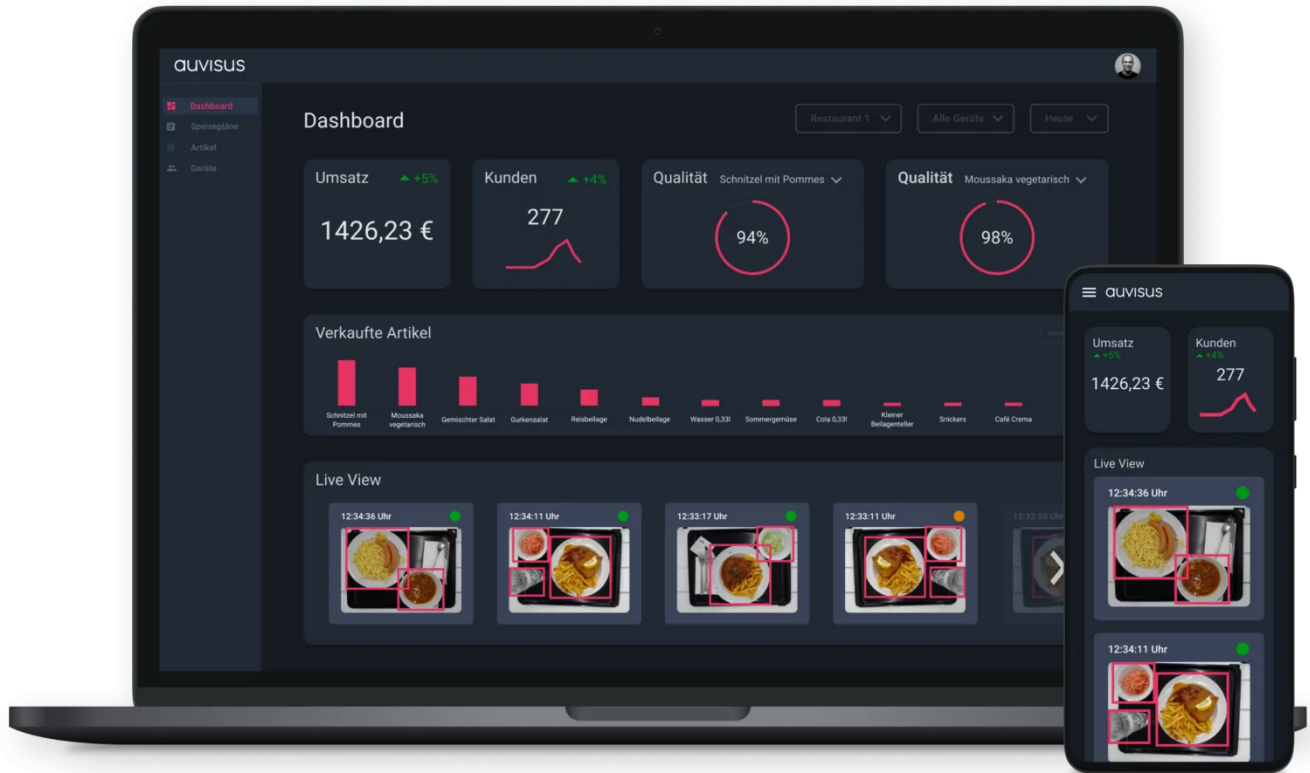 auvisus
Dashboard
Speisepläne
Artikel
Geräte
Dashboard
Restaurant 1
Alle Geräte
Heute
Umsatz
+5%
1426,23 €
Kunden
+4%
277
Qualität Schnitzel mit Pommes
94%
Qualität Moussaka vegetarisch
98%
Verkaufte Artikel
Schnitzel mit
Pommes
Moussaka
vegetarisch
Gemischter Salat
Gurkensalat
Reisbeilage
Nudelbeilage
Wasser 0,33l
Sommergemüse
Cola 0,33l
Kleiner
Beilagenteller
Snickers
Café Crema
Live View
12:34:36 Uhr
12:34:11 Uhr
12:33:17 Uhr
12:33:11 Uhr
12:32:59 Uhr
auvisus
Umsatz
+5%
1426,23 €
Kunden
+4%
277
Live View
12:34:36 Uhr
12:34:11 Uhr